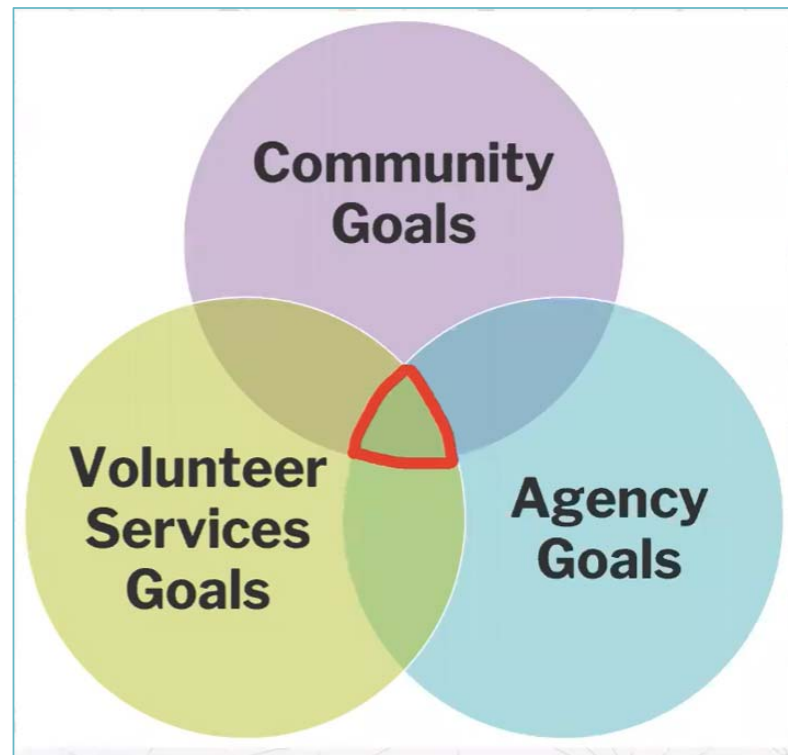 Community
Goals
Volunteer
Services
Goals
Agency
Goals